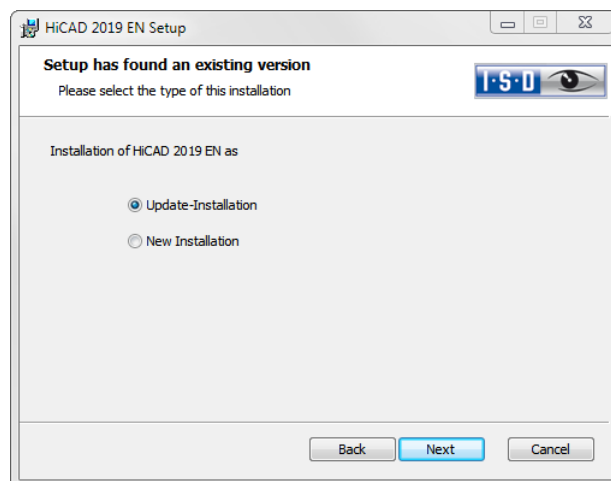 HiCAD 2019 EN Setup
Setup has found an existing version
Please select the type of this installation
I·S·D
Installation of HiCAD 2019 EN as
Update-Installation
New Installation
Back Next Cancel